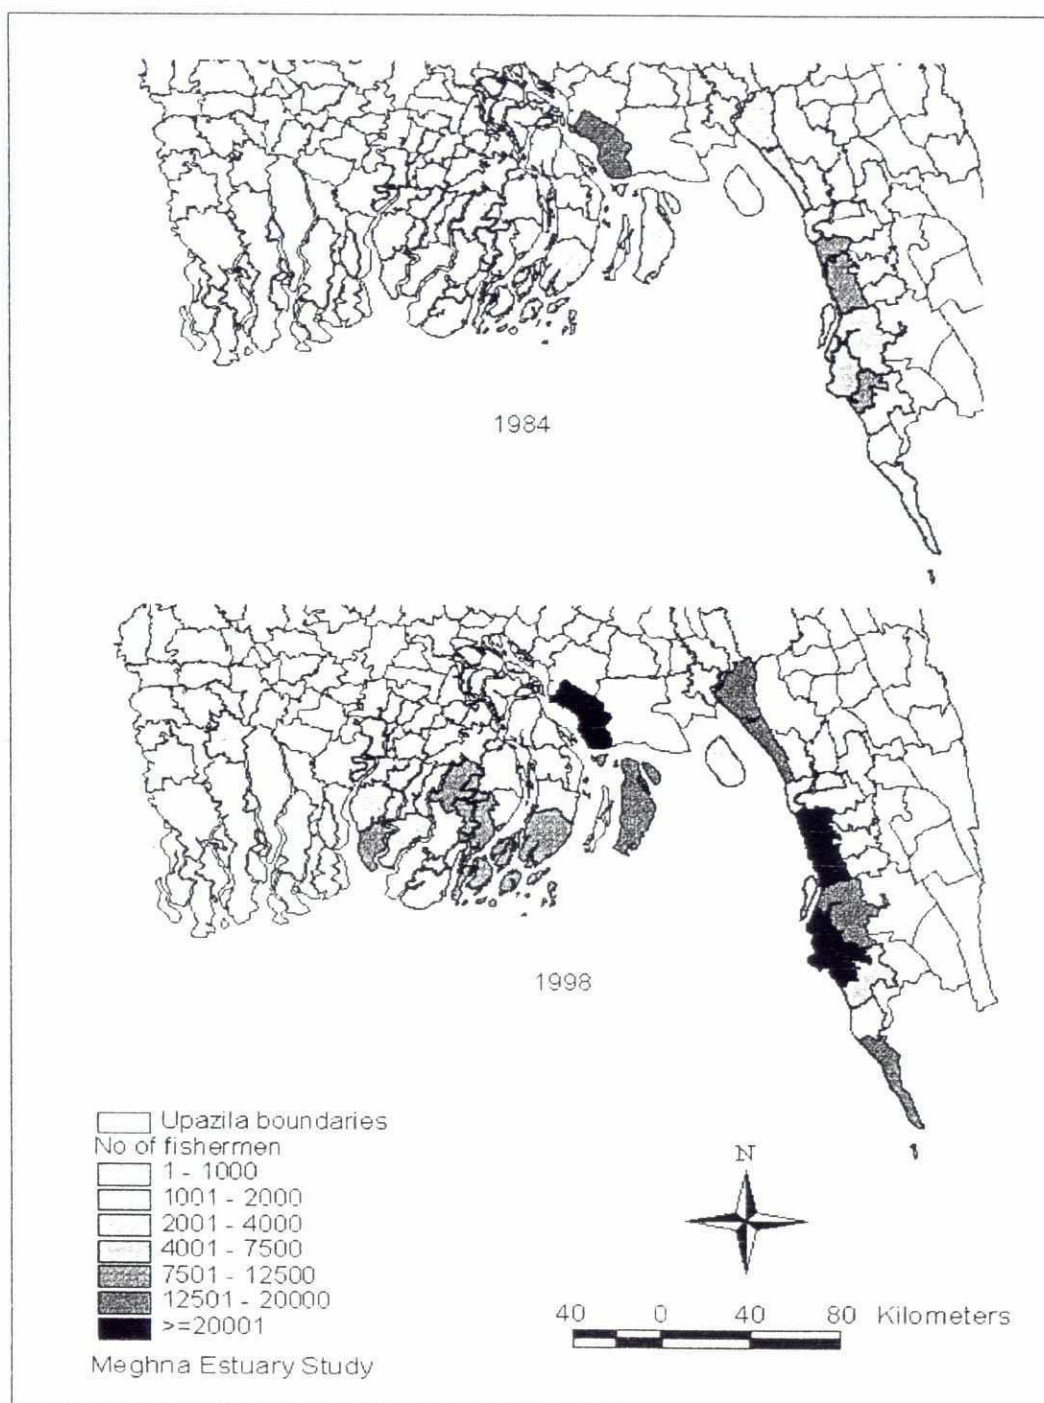 1984
1998
Upazila boundaries
No of fishermen
1 - 1000
1001 - 2000
2001 - 4000
4001 - 7500
7501 - 12500
12501 - 20000
>=20001
Meghna Estuary Study
N
40 0 40 80 Kilometers